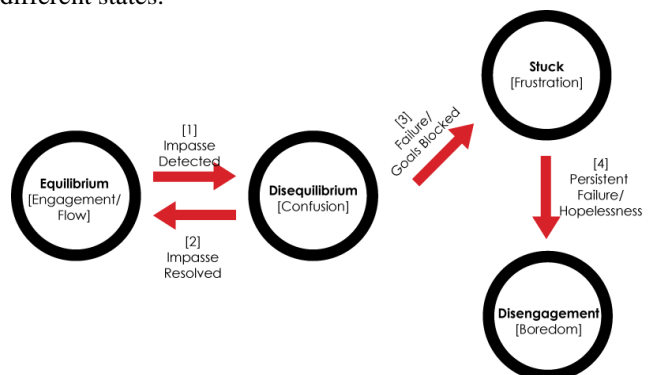 different states.
Stuck
[Frustration]
[3]
Failure/
Goals Blocked
[1]
Impasse
Detected
[4]
Persistent
Failure/
Hopelessness
Equilibrium
[Engagement/
Flow]
Disequilibrium
[Confusion]
[2]
Impasse
Resolved
Disengagement
[Boredom]